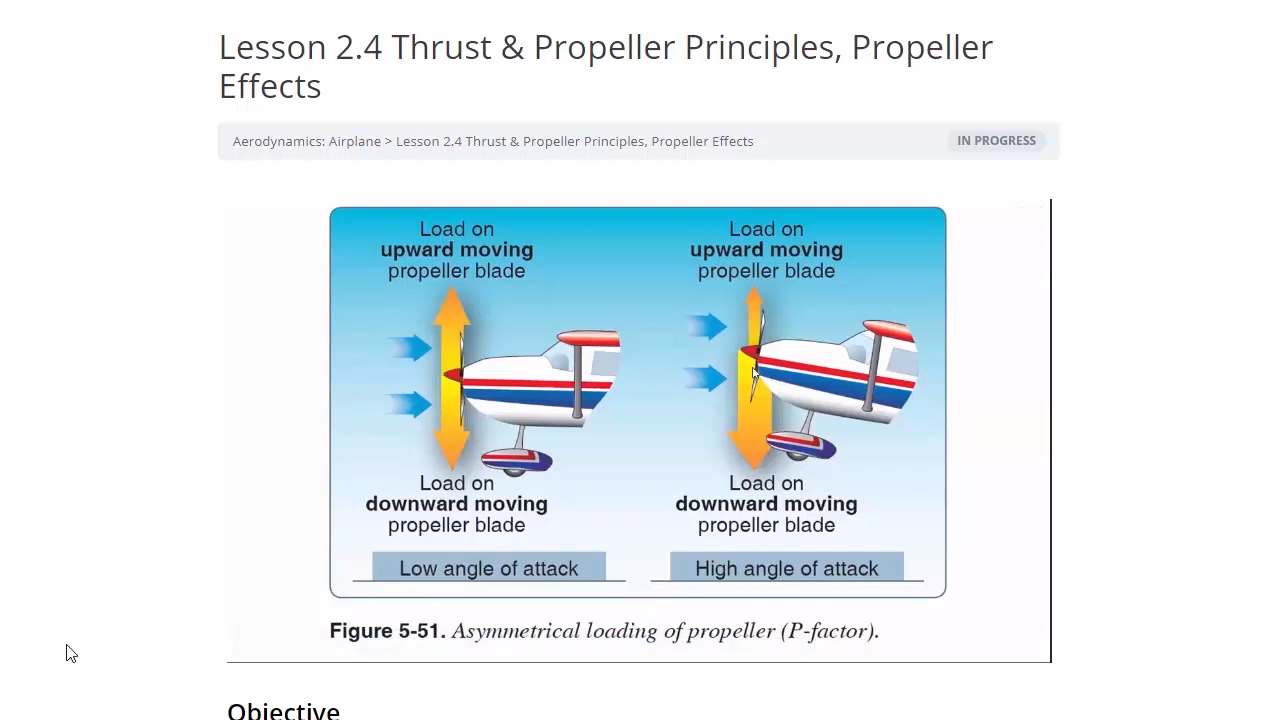 Lesson 2.4 Thrust & Propeller Principles, Propeller
Effects
Aerodynamics: Airplane > Lesson 2.4 Thrust & Propeller Principles, Propeller Effects
IN PROGRESS
Load on
upward moving
propeller blade
Load on
upward moving
propeller blade
Load on
downward moving
propeller blade
Load on
downward moving
propeller blade
Low angle of attack
High angle of attack
Figure 5-51. Asymmetrical loading of propeller (P-factor).
Objective